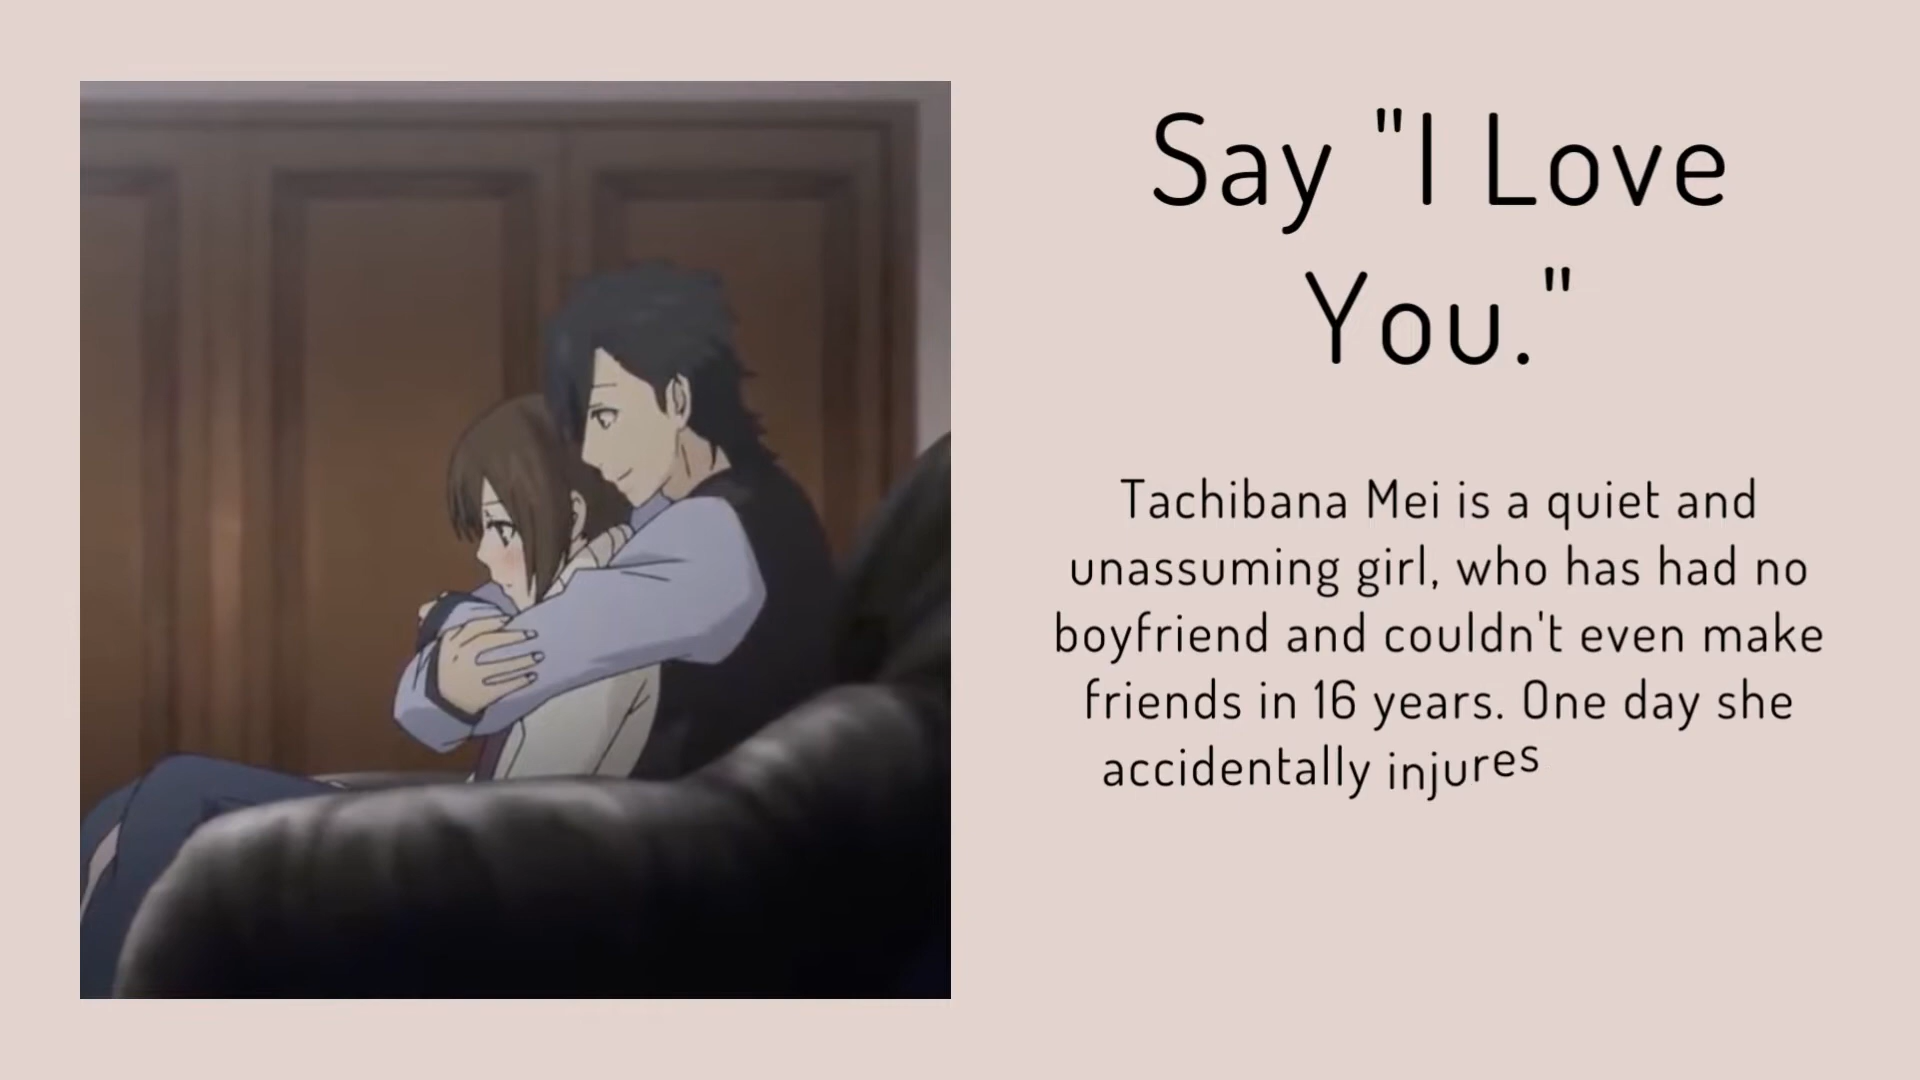 Say "I Love
You."
Tachibana Mei is a quiet and
unassuming girl, who has had no
boyfriend and couldn't even make
friends in 16 years. One day she
accidentally injures